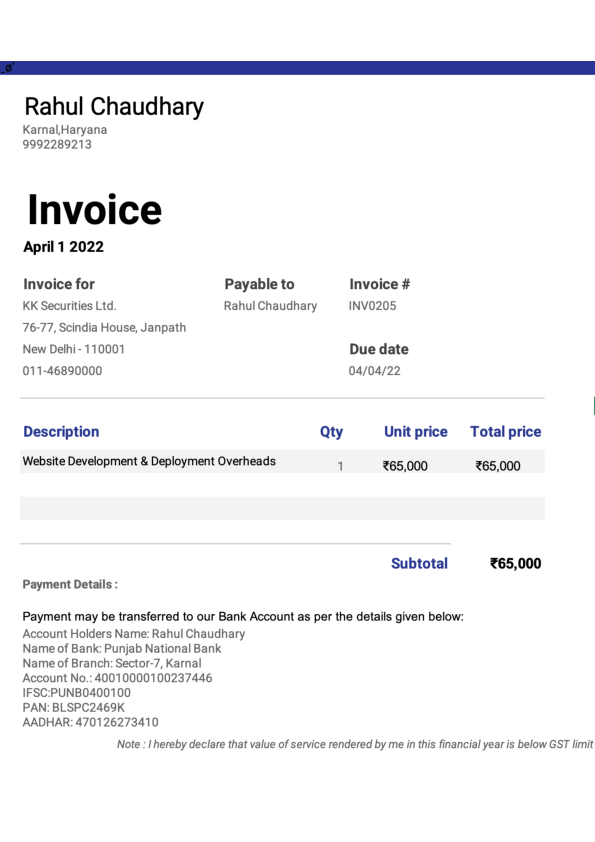 Rahul Chaudhary
Karnal,Haryana
9992289213
Invoice
April 1 2022
Invoice for Payable to Invoice #
KK Securities Ltd. Rahul Chaudhary INV0205
76-77, Scindia House, Janpath
New Delhi - 110001 Due date
011-46890000 04/04/22
Description Qty Unit price Total price
Website Development & Deployment Overheads 1 ₹65,000 ₹65,000
Subtotal ₹65,000
Payment Details :
Payment may be transferred to our Bank Account as per the details given below:
Account Holders Name: Rahul Chaudhary
Name of Bank: Punjab National Bank
Name of Branch: Sector-7, Karnal
Account No.: 40010000100237446
IFSC:PUNB0400100
PAN: BLSPC2469K
AADHAR: 470126273410
Note : I hereby declare that value of service rendered by me in this financial year is below GST limit